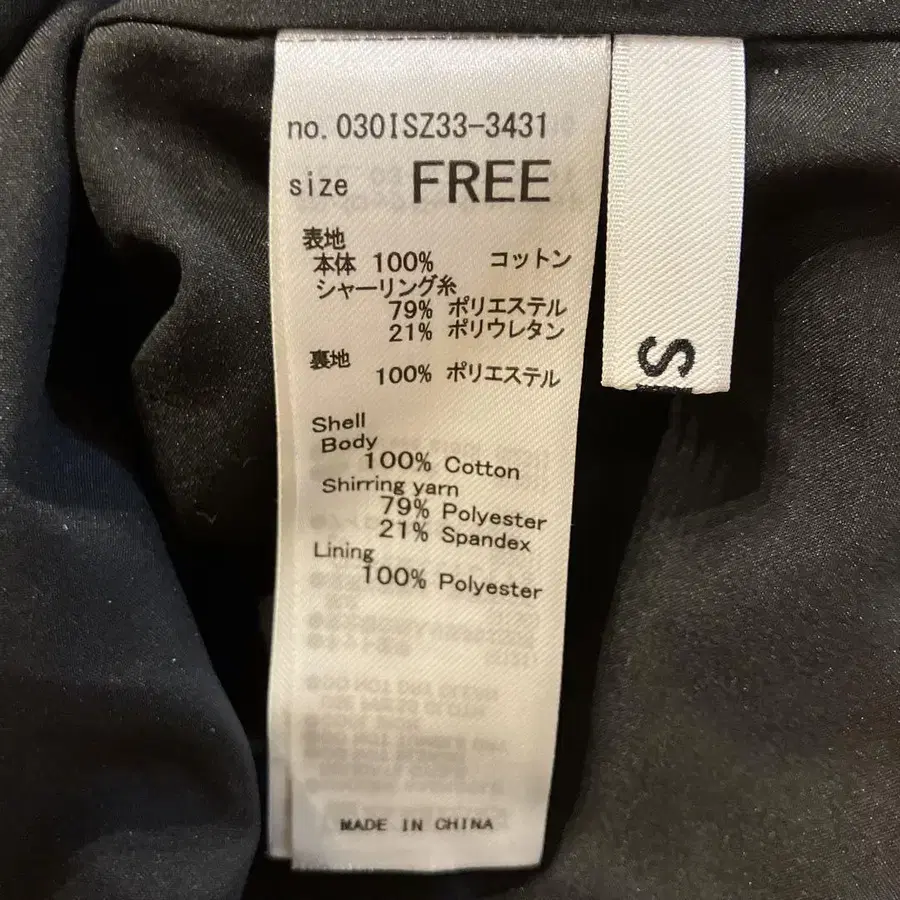 no. 030ISZ33-3431
size FREE
表地
本体 100% コットン
シャーリング糸
79% ポリエステル
21% ポリウレタン
裏地
100% ポリエステル
Shell
Body
100% Cotton
Shirring yarn
79% Polyester
21% Spandex
Lining
100% Polyester
MADE IN CHINA
S